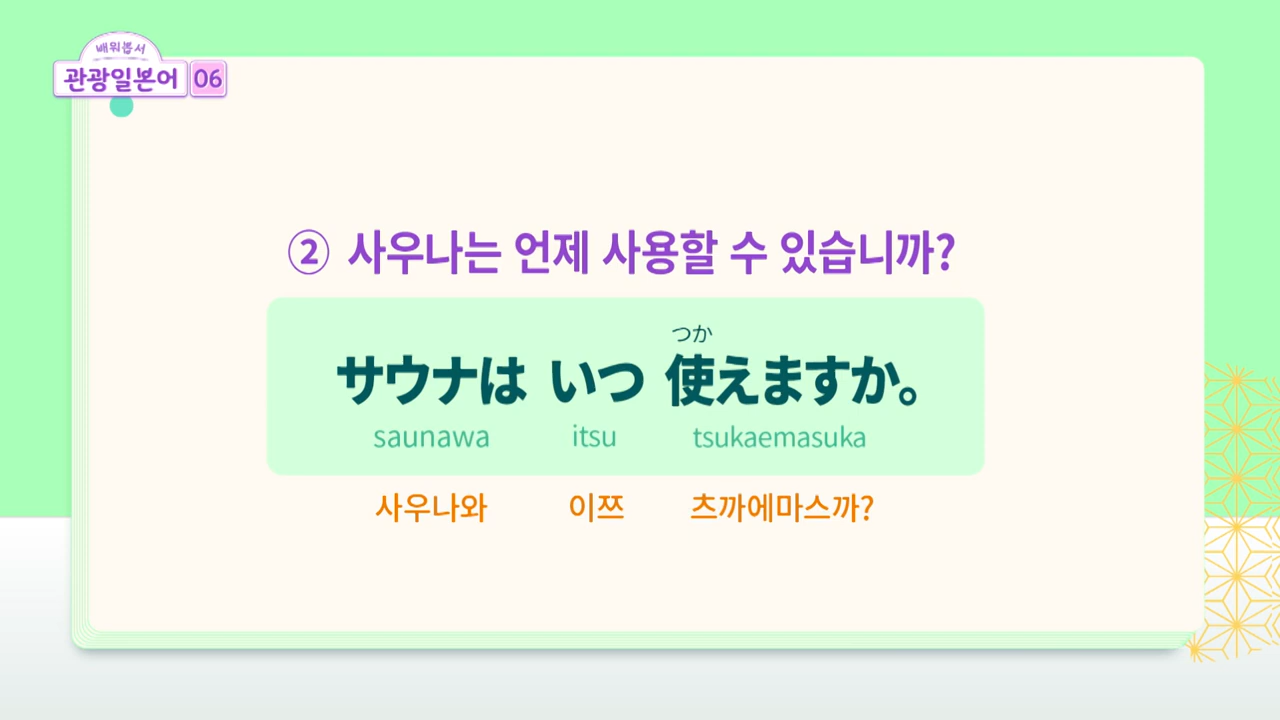 배워봅서
관광일본어 06
② 사우나는 언제 사용할 수 있습니까?
つか
サウナは いつ 使えますか。
saunawa itsu tsukaemasuka
사우나와 이쯔 츠까에마스까?